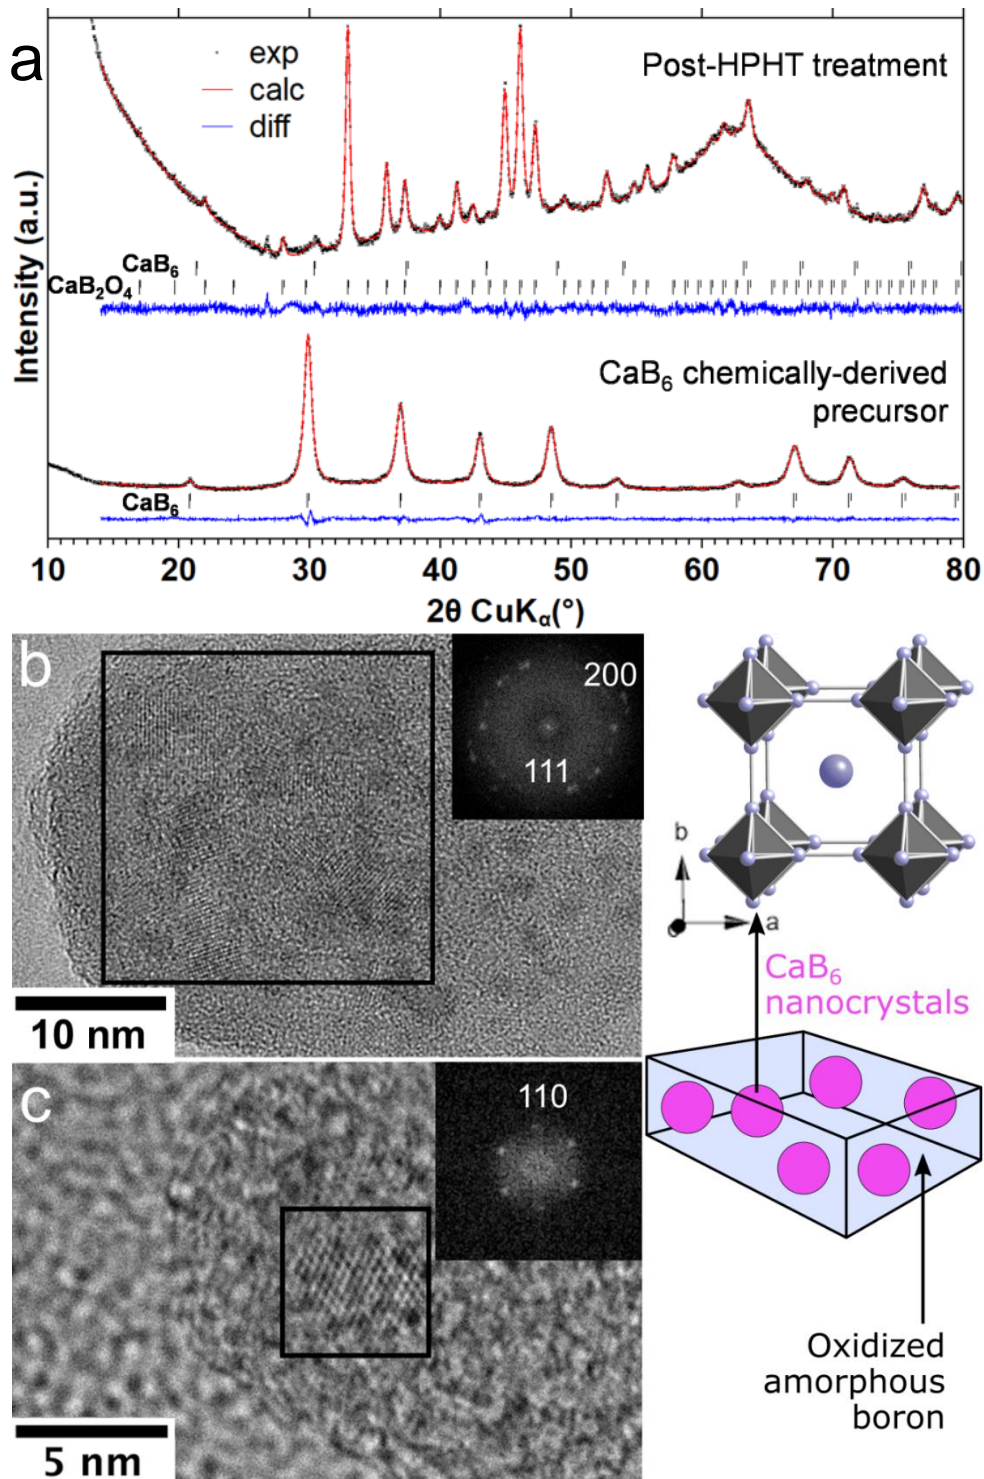 a
exp
calc
diff
Post-HPHT treatment
Intensity (a.u.)
CaB₆
CaB₂O₄
CaB₆ chemically-derived
precursor
CaB₆
10 20 30 40 50 60 70 80
2θ CuKα(°)
b
200
111
10 nm
b
a
c
CaB₆
nanocrystals
c
110
5 nm
Oxidized
amorphous
boron